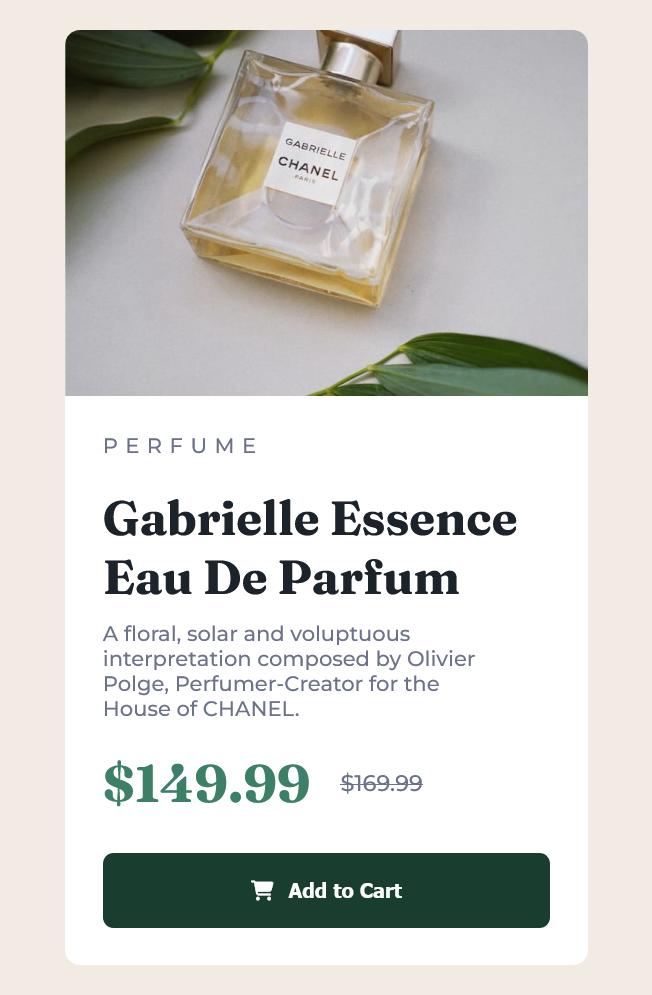 GABRIELLE
CHANEL
PARIS
PERFUME
Gabrielle Essence
Eau De Parfum
A floral, solar and voluptuous
interpretation composed by Olivier
Polge, Perfumer-Creator for the
House of CHANEL.
$149.99 $169.99
Add to Cart